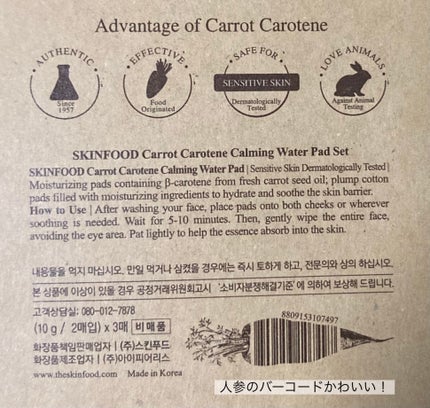 Advantage of Carrot Carotene
AUTHENTIC
Since
1957
EFFECTIVE
Food
Originated
SAFE FOR
SENSITIVE SKIN
Dermatologically
Tested
LOVE ANIMALS
Against Animal
Testing
SKINFOOD Carrot Carotene Calming Water Pad Set
SKINFOOD Carrot Carotene Calming Water Pad | Sensitive Skin Dermatologically Tested |
Moisturizing pads containing β-carotene from fresh carrot seed oil; plump cotton
pads filled with moisturizing ingredients to hydrate and soothe the skin barrier.
How to Use | After washing your face, place pads onto both cheeks or wherever
soothing is needed. Wait for 5-10 minutes. Then, gently wipe the entire face,
avoiding the eye area. Pat lightly to help the essence absorb into the skin.
내용물을 먹지 마십시오. 만일 먹거나 삼켰을 경우에는 즉시 토하게 하고, 전문의와 상의 하십시오.
본 상품에 이상이 있을 경우 공정거래위원회고시 '소비자분쟁해결기준'에 의하여 보상해 드립니다.
고객상담실: 080-012-7878
(10 g / 2매입) x 3매 비매품
화장품책임판매업자 | (주)스킨푸드
화장품제조업자 | (주)아이피어리스
www.theskinfood.com Made in Korea
8809153107497
人参のバーコードかわいい!